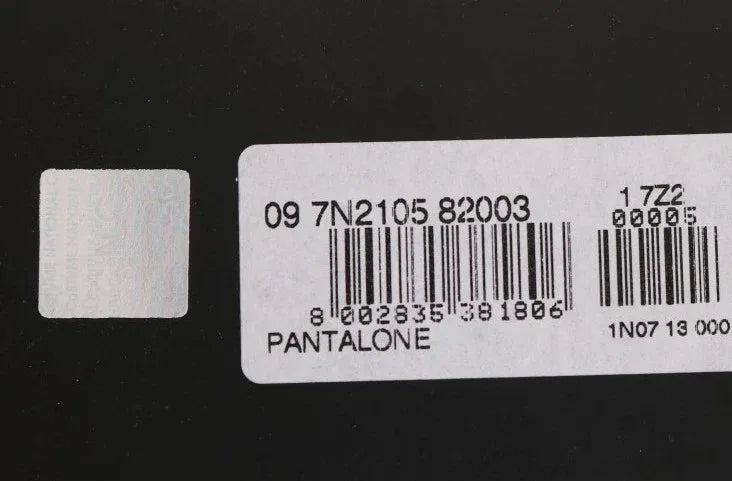 09 7N2105 82003
1 7Z2
00005
8 002835 381806
PANTALONE
1N07 13 000